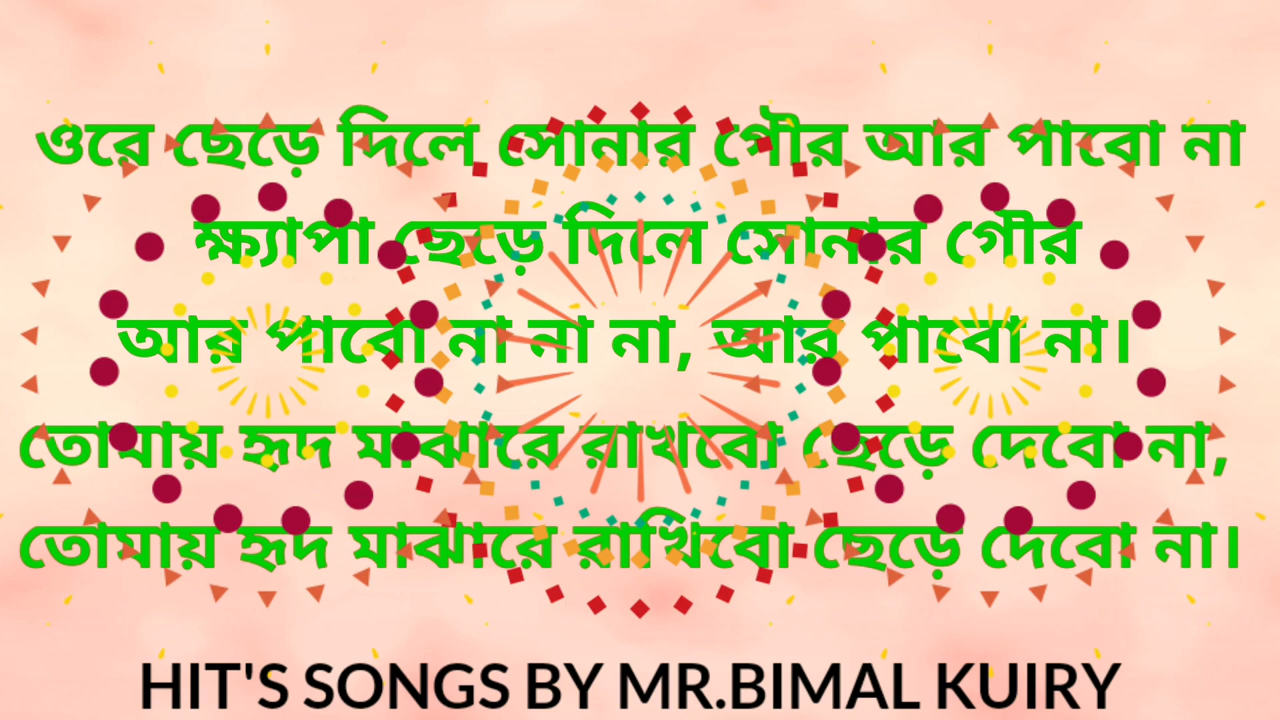 ওরে ছেড়ে দিলে সোনার গৌর আর পাবো না
ক্ষ্যাপা ছেড়ে দিলে সোনার গৌর
আর পাবো না না না, আর পাবো না।
তোমায় হৃদ মাঝারে রাখবো ছেড়ে দেবো না,
তোমায় হৃদ মাঝারে রাখিবো ছেড়ে দেবো না।
HIT'S SONGS BY MR.BIMAL KUIRY